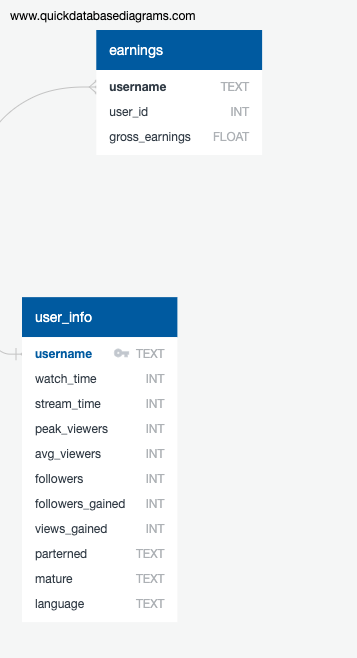 www.quickdatabasediagrams.com
earnings
username TEXT
user_id INT
gross_earnings FLOAT
user_info
username TEXT
watch_time INT
stream_time INT
peak_viewers INT
avg_viewers INT
followers INT
followers_gained INT
views_gained INT
parterned TEXT
mature TEXT
language TEXT